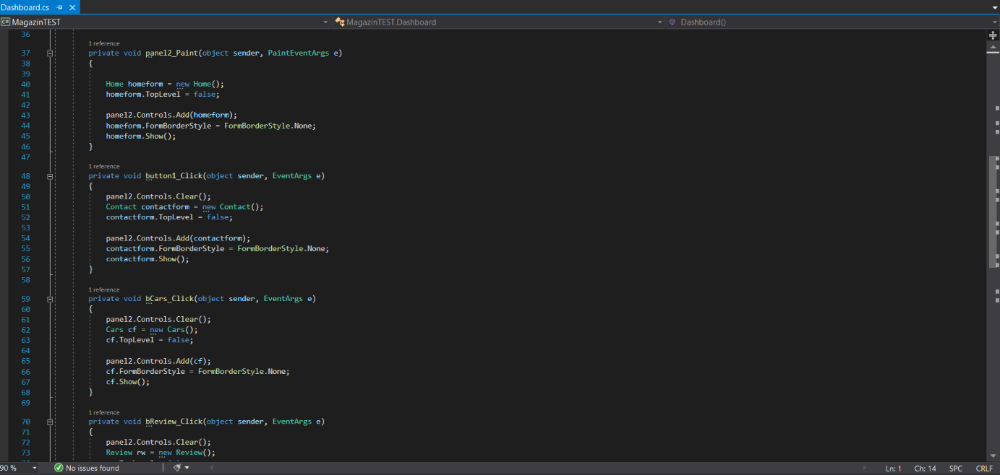 Dashboard.cs
MagazinTEST
MagazinTEST.Dashboard
Dashboard()
36
1 reference
37 private void panel2_Paint(object sender, PaintEventArgs e)
38 {
39
40 Home homeform = new Home();
41 homeform.TopLevel = false;
42
43 panel2.Controls.Add(homeform);
44 homeform.FormBorderStyle = FormBorderStyle.None;
45 homeform.Show();
46 }
47
1 reference
48 private void button1_Click(object sender, EventArgs e)
49 {
50 panel2.Controls.Clear();
51 Contact contactform = new Contact();
52 contactform.TopLevel = false;
53
54 panel2.Controls.Add(contactform);
55 contactform.FormBorderStyle = FormBorderStyle.None;
56 contactform.Show();
57 }
58
1 reference
59 private void bCars_Click(object sender, EventArgs e)
60 {
61 panel2.Controls.Clear();
62 Cars cf = new Cars();
63 cf.TopLevel = false;
64
65 panel2.Controls.Add(cf);
66 cf.FormBorderStyle = FormBorderStyle.None;
67 cf.Show();
68 }
69
1 reference
70 private void bReview_Click(object sender, EventArgs e)
71 {
72 panel2.Controls.Clear();
73 Review rw = new Review();
90 %
No issues found
Ln: 1
Ch: 14
SPC
CRLF